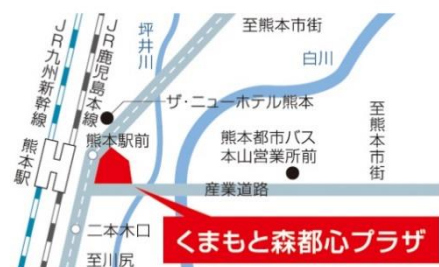 至熊本市街
坪井川
白川
JR鹿児島本線
JR九州新幹線
ザ・ニューホテル熊本
熊本駅前
熊本駅
熊本都市バス
本山営業所前
至熊本市街
産業道路
二本木口
くまもと森都心プラザ
至川尻